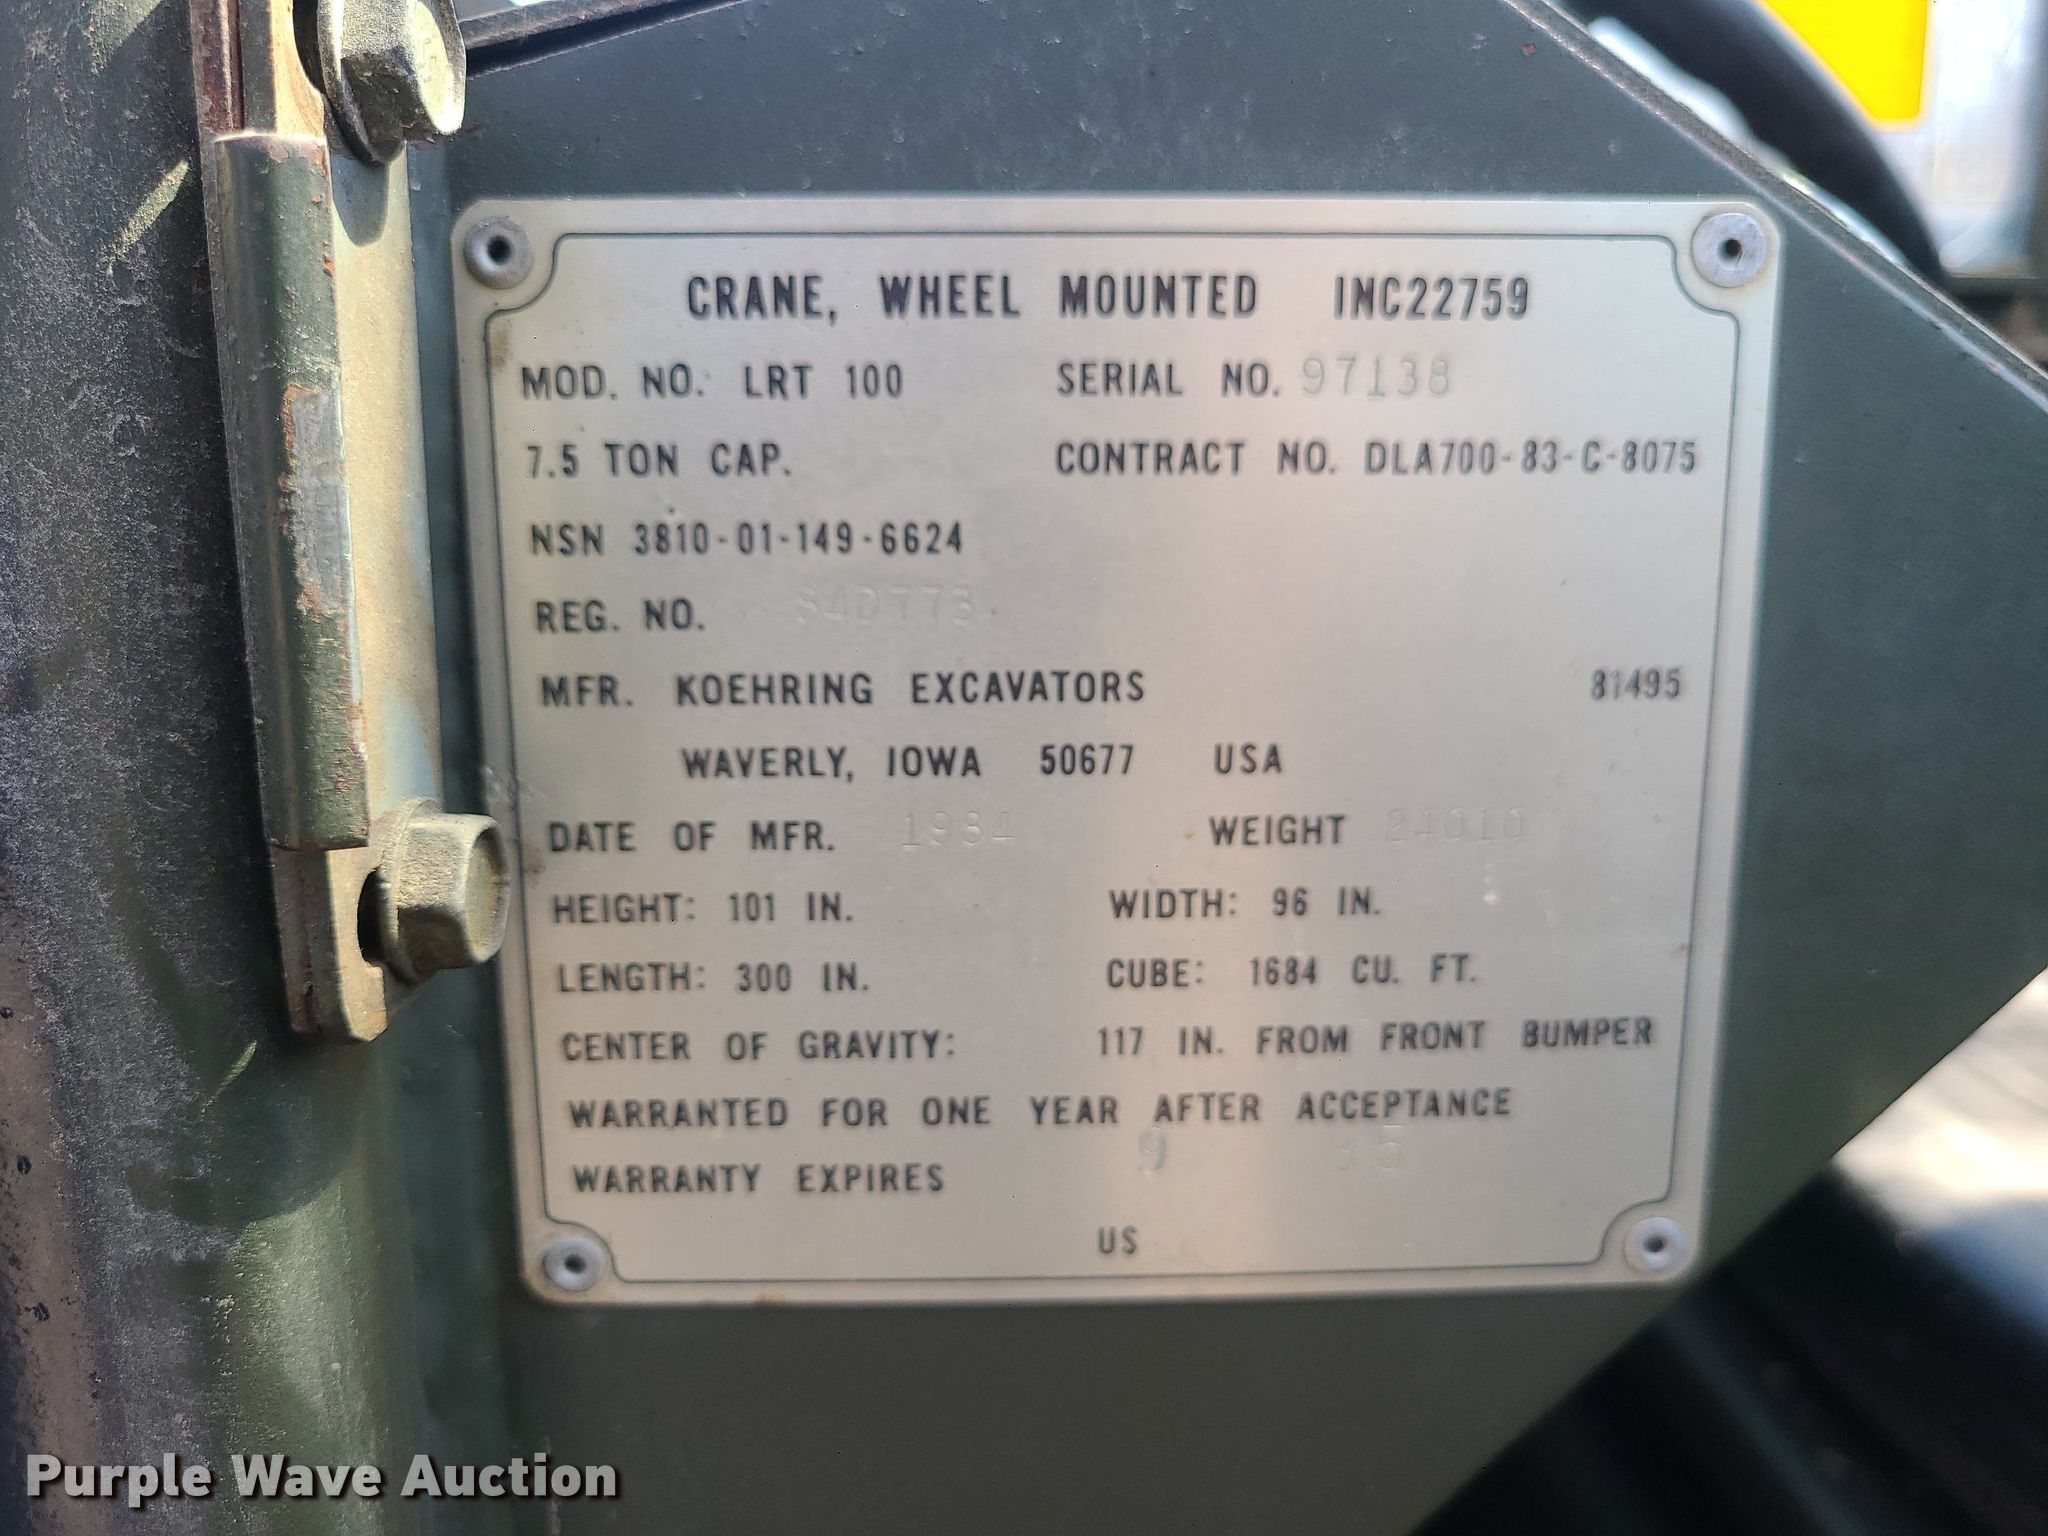 CRANE, WHEEL MOUNTED INC22759
MOD. NO. LRT 100 SERIAL NO. 97138
7.5 TON CAP. CONTRACT NO. DLA700-83-C-8075
NSN 3810-01-149-6624
REG. NO.
MFR. KOEHRING EXCAVATORS 81495
WAVERLY, IOWA 50677 USA
DATE OF MFR. 1984 WEIGHT 24010
HEIGHT: 101 IN. WIDTH: 96 IN.
LENGTH: 300 IN. CUBE: 1684 CU. FT.
CENTER OF GRAVITY: 117 IN. FROM FRONT BUMPER
WARRANTED FOR ONE YEAR AFTER ACCEPTANCE
WARRANTY EXPIRES 9
US
Purple Wave Auction